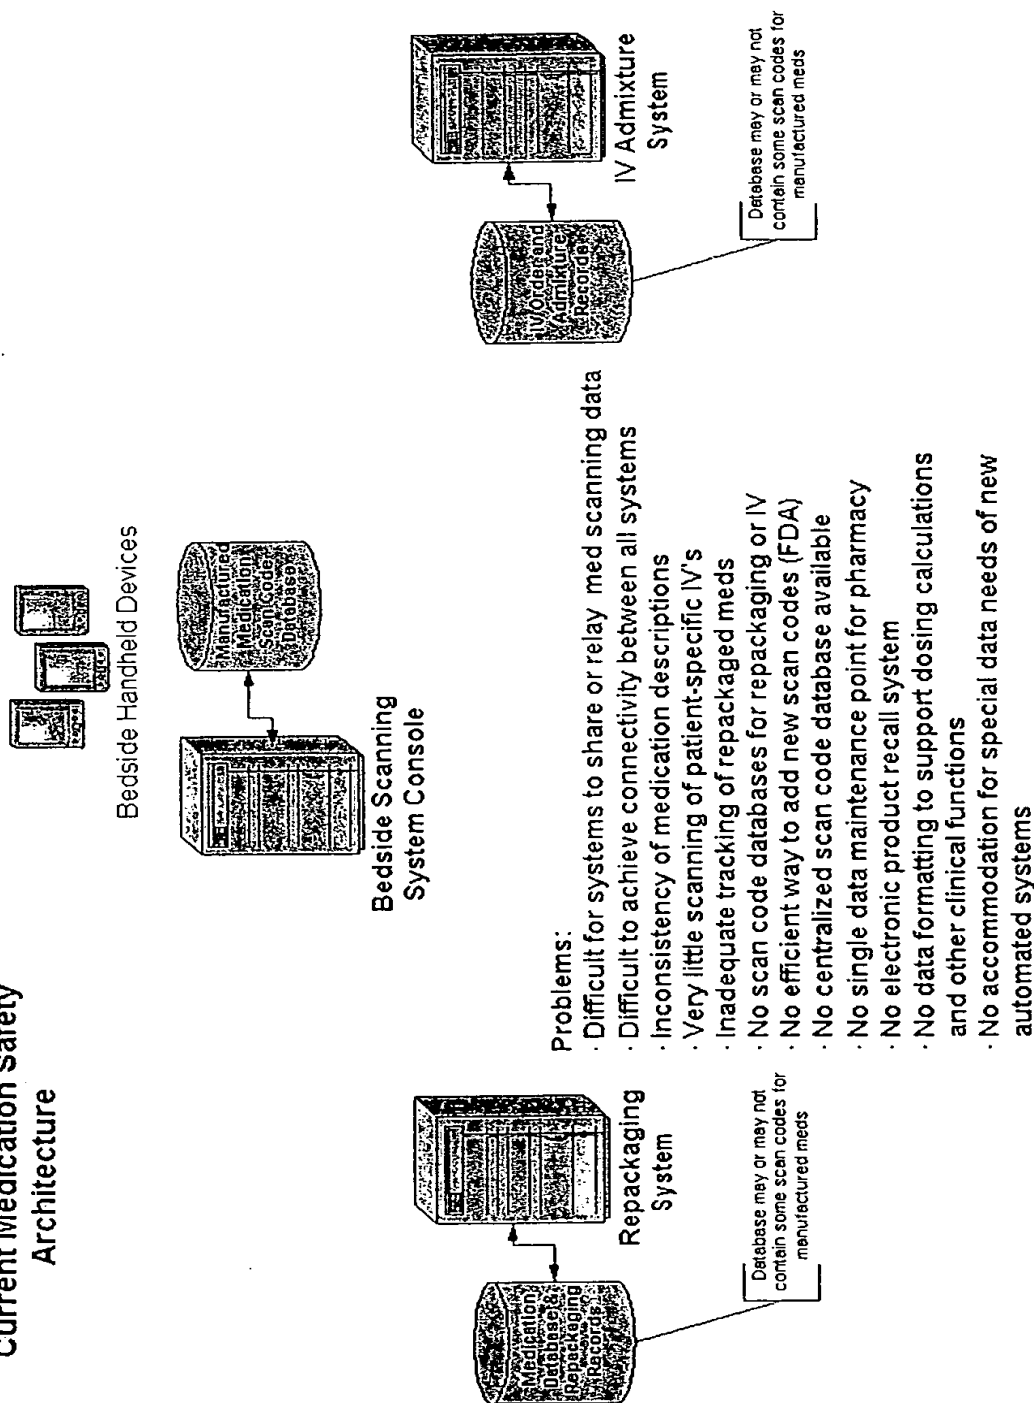 Current Medication Safety
Architecture
Bedside Handheld Devices
Bedside Scanning
System Console
Manufactured
Medication
Scan Code
Database
Repackaging
System
Medication
Database &
Repackaging
Records
Database may or may not
contain some scan codes for
manufactured meds
IV Admixture
System
IV Order and
Admixture
Records
Database may or may not
contain some scan codes for
manufactured meds
Problems:
· Difficult for systems to share or relay med scanning data
· Difficult to achieve connectivity between all systems
· Inconsistency of medication descriptions
· Very little scanning of patient-specific IV's
· Inadequate tracking of repackaged meds
· No scan code databases for repackaging or IV
· No efficient way to add new scan codes (FDA)
· No centralized scan code database available
· No single data maintenance point for pharmacy
· No electronic product recall system
· No data formatting to support dosing calculations
and other clinical functions
· No accommodation for special data needs of new
automated systems